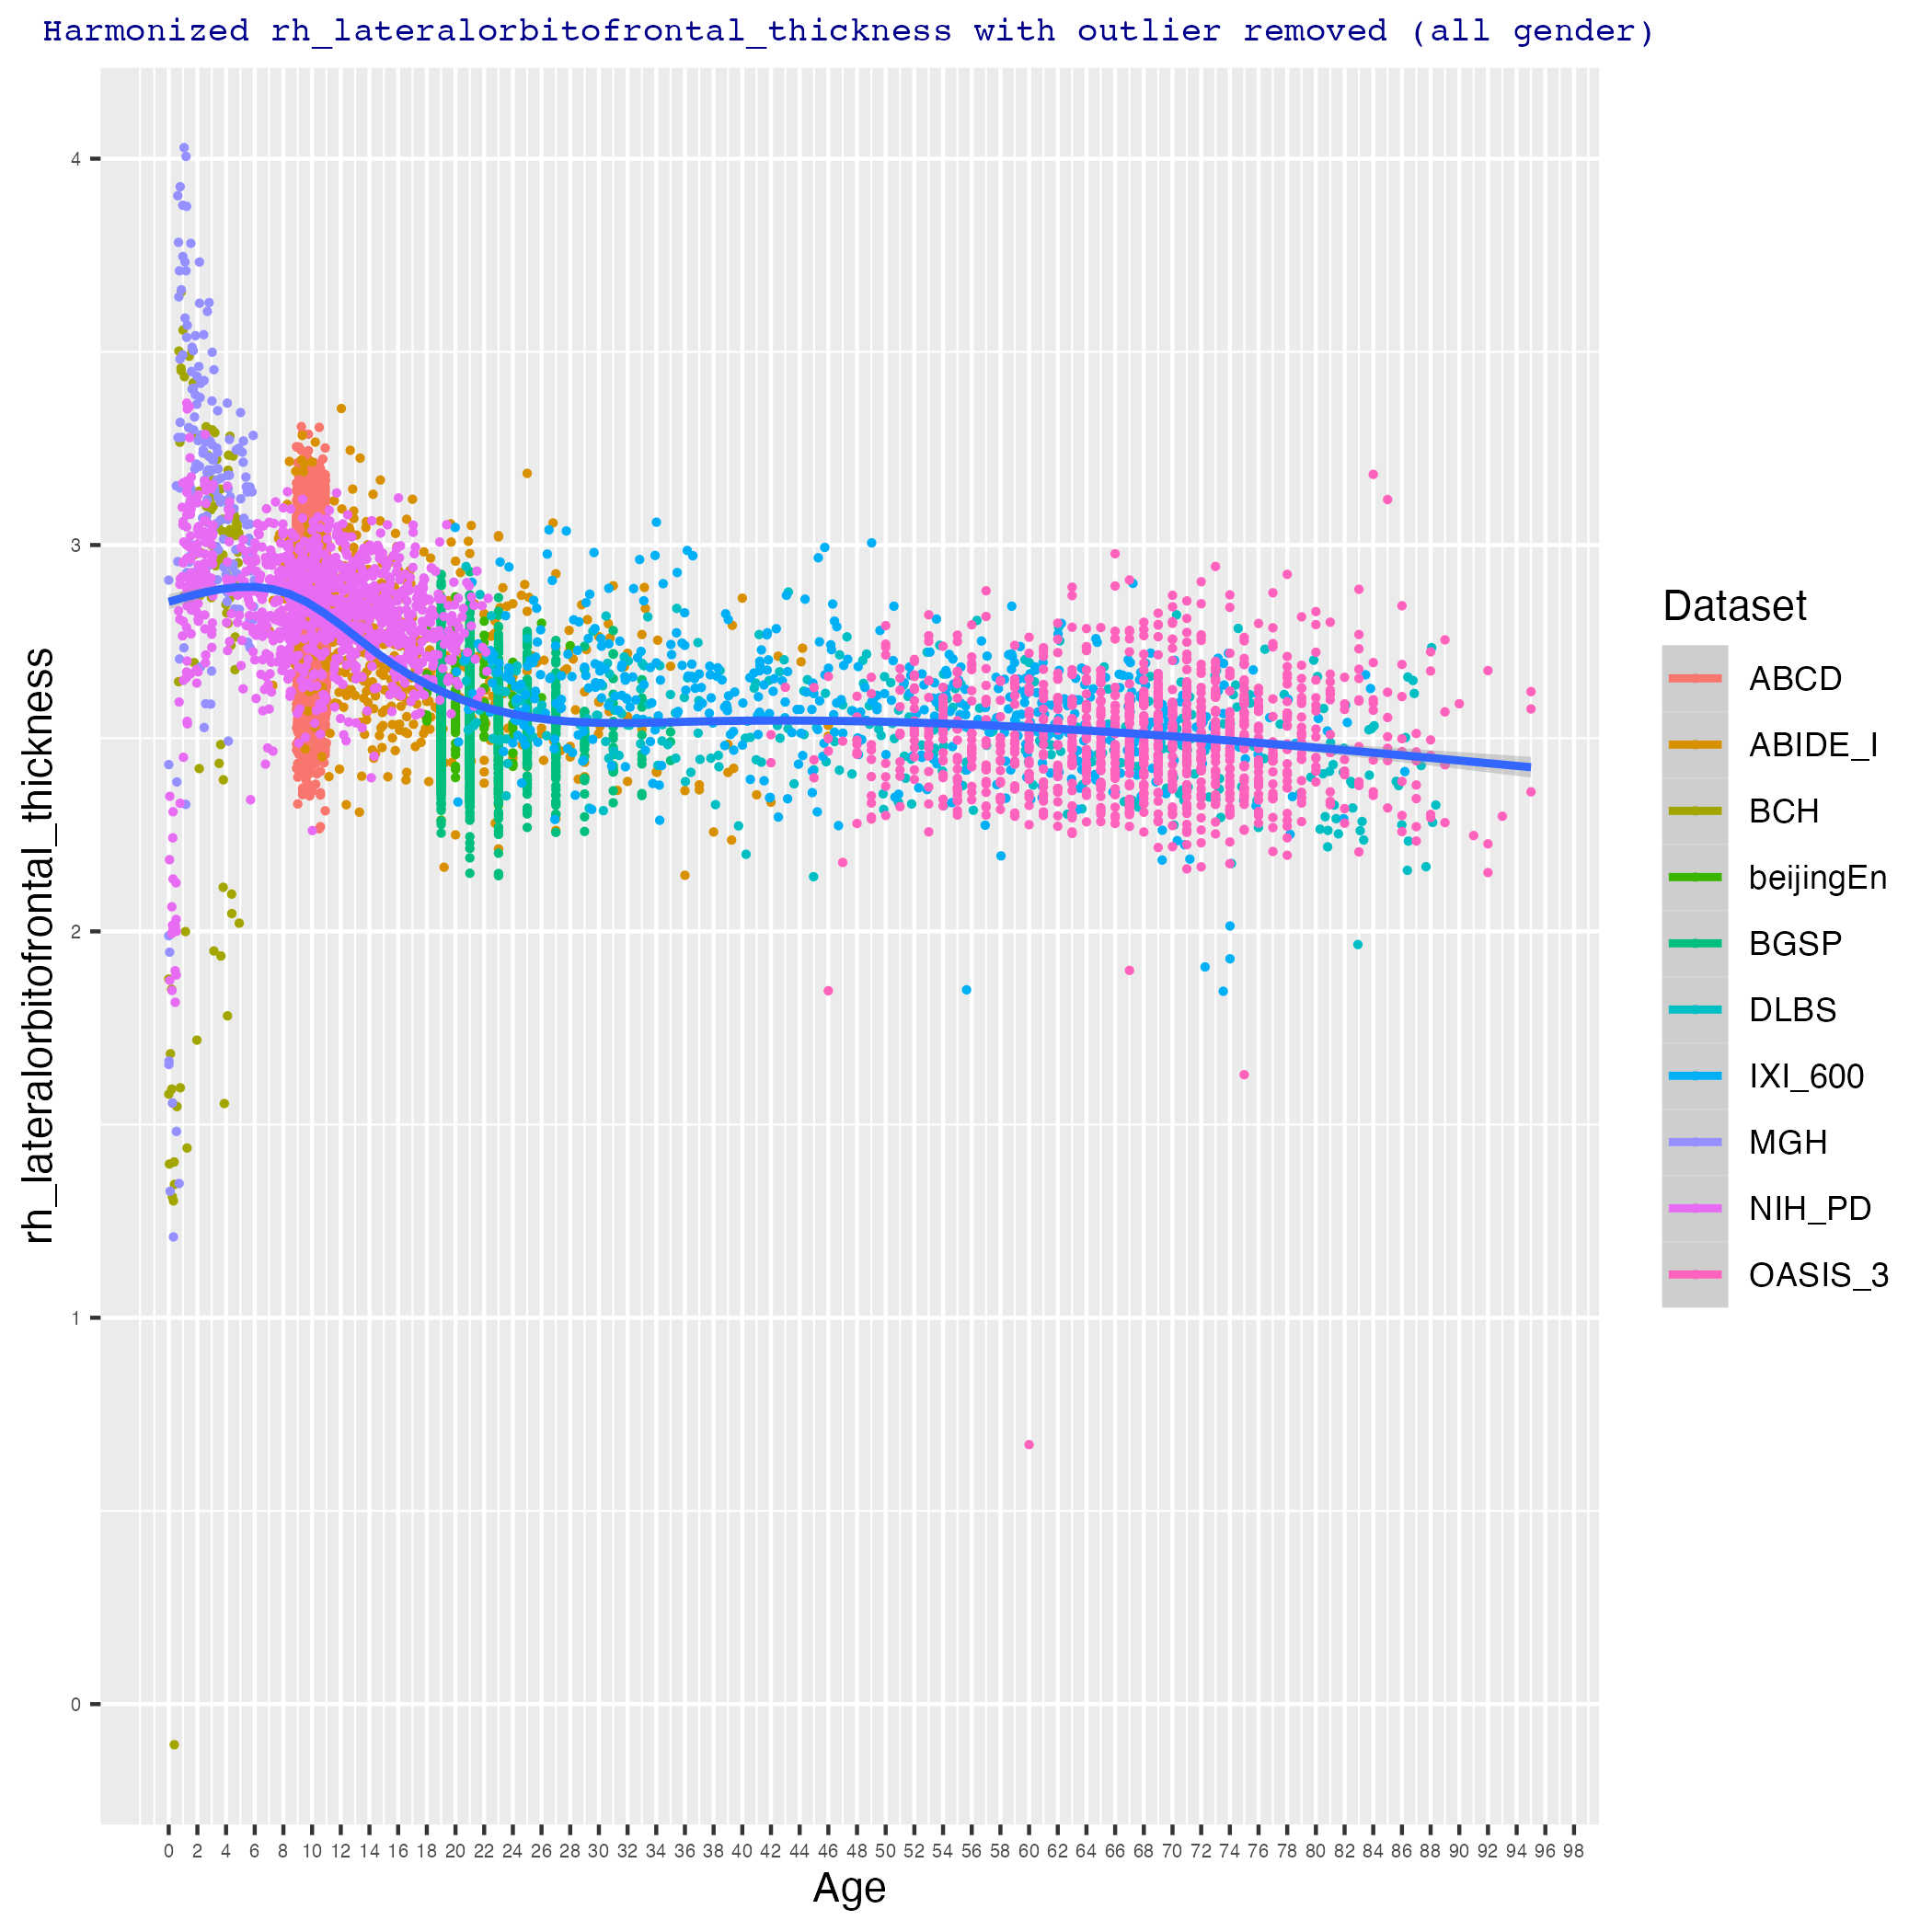 Harmonized rh_lateralorbitofrontal_thickness with outlier removed (all gender)
rh_lateralorbitofrontal_thickness
4
3
2
1
0
0 2 4 6 8 10 12 14 16 18 20 22 24 26 28 30 32 34 36 38 40 42 44 46 48 50 52 54 56 58 60 62 64 66 68 70 72 74 76 78 80 82 84 86 88 90 92 94 96 98
Age
Dataset
ABCD
ABIDE_I
BCH
beijingEn
BGSP
DLBS
IXI_600
MGH
NIH_PD
OASIS_3